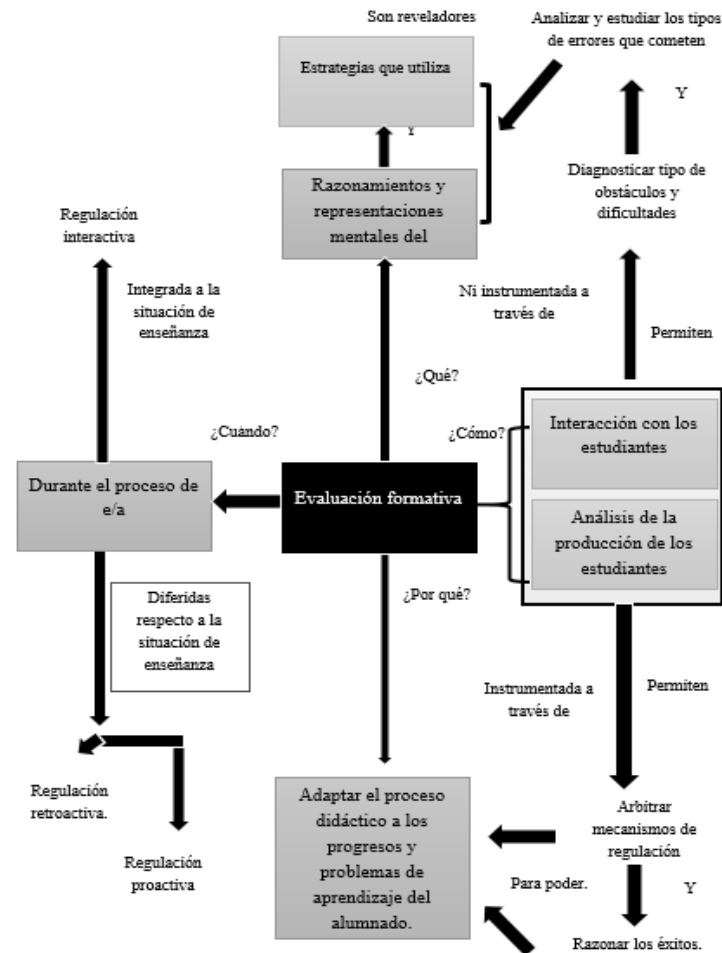 Son reveladores
Analizar y estudiar los tipos
de errores que cometen
Estrategias que utiliza
Y
Y
Razonamientos y
representaciones
mentales del
Diagnosticar tipo de
obstáculos y
dificultades
Regulación
interactiva
Integrada a la
situación de
enseñanza
Ni instrumentada a
través de
Permiten
¿Qué?
¿Cuándo?
¿Cómo?
Interacción con los
estudiantes
Durante el proceso de
e/a
Evaluación formativa
Análisis de la
producción de los
estudiantes
¿Por qué?
Diferidas
respecto a la
situación de
enseñanza
Instrumentada a
través de
Permiten
Regulación
retroactiva.
Regulación
proactiva
Adaptar el proceso
didáctico a los
progresos y
problemas de
aprendizaje del
alumnado.
Arbitrar
mecanismos de
regulación
Para poder.
Y
Razonar los éxitos.